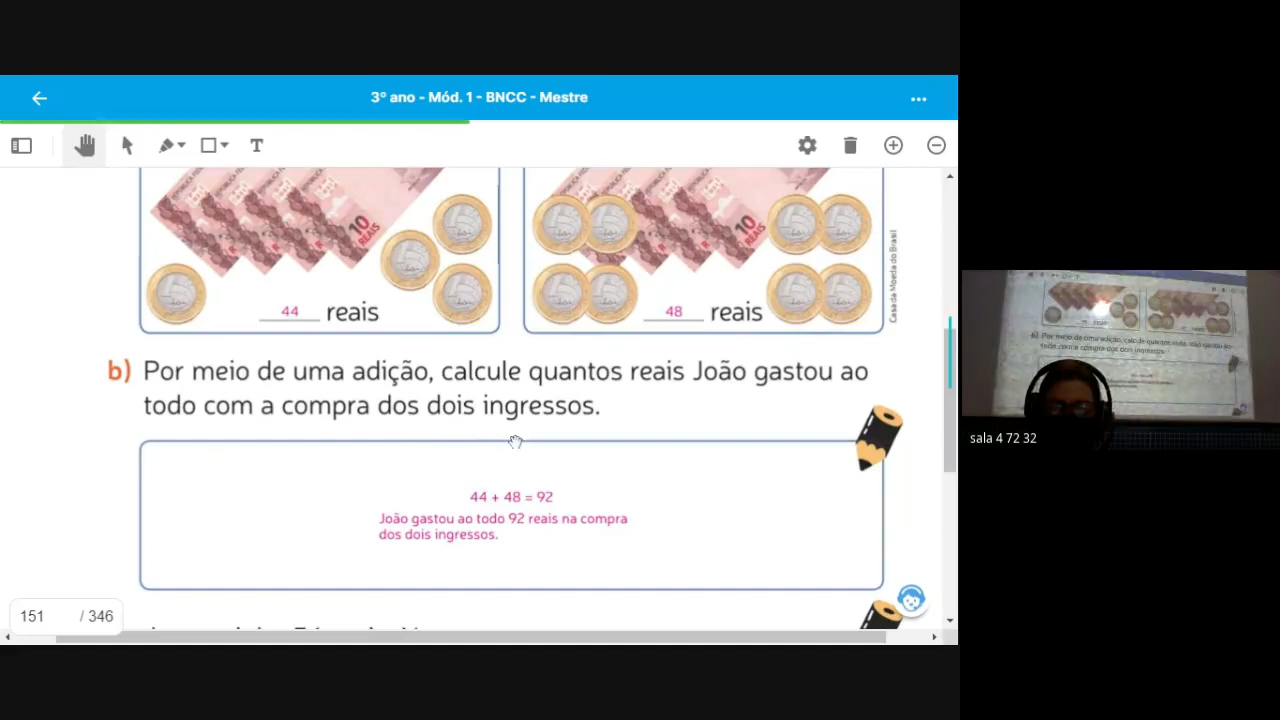 3º ano - Mód. 1 - BNCC - Mestre
T
10
REAIS
10
REAIS
44 reais
48 reais
Casa da Moeda do Brasil
b) Por meio de uma adição, calcule quantos reais João gastou ao
todo com a compra dos dois ingressos.
44 + 48 = 92
João gastou ao todo 92 reais na compra
dos dois ingressos.
151 / 346
sala 4 72 32